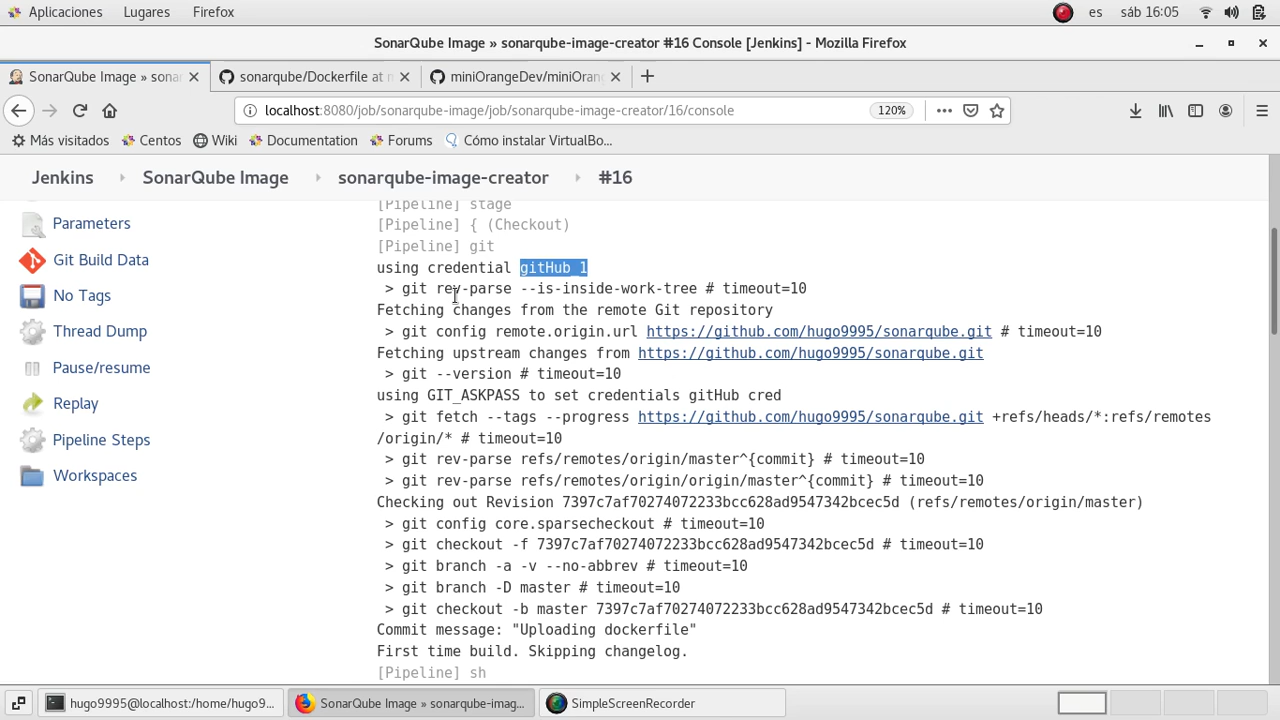 Aplicaciones Lugares Firefox es sáb 16:05
SonarQube Image » sonarqube-image-creator #16 Console [Jenkins] - Mozilla Firefox
SonarQube Image » sona sonarqube/Dockerfile at m miniOrangeDev/miniOran
localhost:8080/job/sonarqube-image/job/sonarqube-image-creator/16/console 120%
Más visitados Centos Wiki Documentation Forums Cómo instalar VirtualBo...
Jenkins SonarQube Image sonarqube-image-creator #16
[Pipeline] stage
Parameters
[Pipeline] { (Checkout)
[Pipeline] git
Git Build Data
using credential gitHub_1
> git rev-parse --is-inside-work-tree # timeout=10
No Tags
Fetching changes from the remote Git repository
Thread Dump
> git config remote.origin.url https://github.com/hugo9995/sonarqube.git # timeout=10
Fetching upstream changes from https://github.com/hugo9995/sonarqube.git
Pause/resume
> git --version # timeout=10
using GIT_ASKPASS to set credentials gitHub cred
Replay
> git fetch --tags --progress https://github.com/hugo9995/sonarqube.git +refs/heads/*:refs/remotes
/origin/* # timeout=10
Pipeline Steps
> git rev-parse refs/remotes/origin/master^{commit} # timeout=10
Workspaces
> git rev-parse refs/remotes/origin/origin/master^{commit} # timeout=10
Checking out Revision 7397c7af70274072233bcc628ad9547342bcec5d (refs/remotes/origin/master)
> git config core.sparsecheckout # timeout=10
> git checkout -f 7397c7af70274072233bcc628ad9547342bcec5d # timeout=10
> git branch -a -v --no-abbrev # timeout=10
> git branch -D master # timeout=10
> git checkout -b master 7397c7af70274072233bcc628ad9547342bcec5d # timeout=10
Commit message: "Uploading dockerfile"
First time build. Skipping changelog.
[Pipeline] sh
hugo9995@localhost:/home/hugo9... SonarQube Image » sonarqube-imag... SimpleScreenRecorder